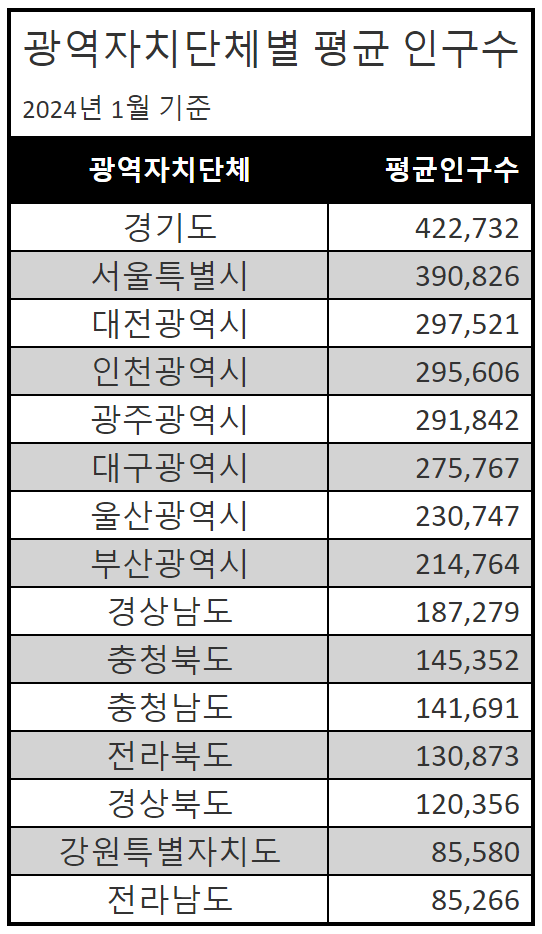 광역자치단체별 평균 인구수
2024년 1월 기준
광역자치단체 평균인구수
경기도 422,732
서울특별시 390,826
대전광역시 297,521
인천광역시 295,606
광주광역시 291,842
대구광역시 275,767
울산광역시 230,747
부산광역시 214,764
경상남도 187,279
충청북도 145,352
충청남도 141,691
전라북도 130,873
경상북도 120,356
강원특별자치도 85,580
전라남도 85,266